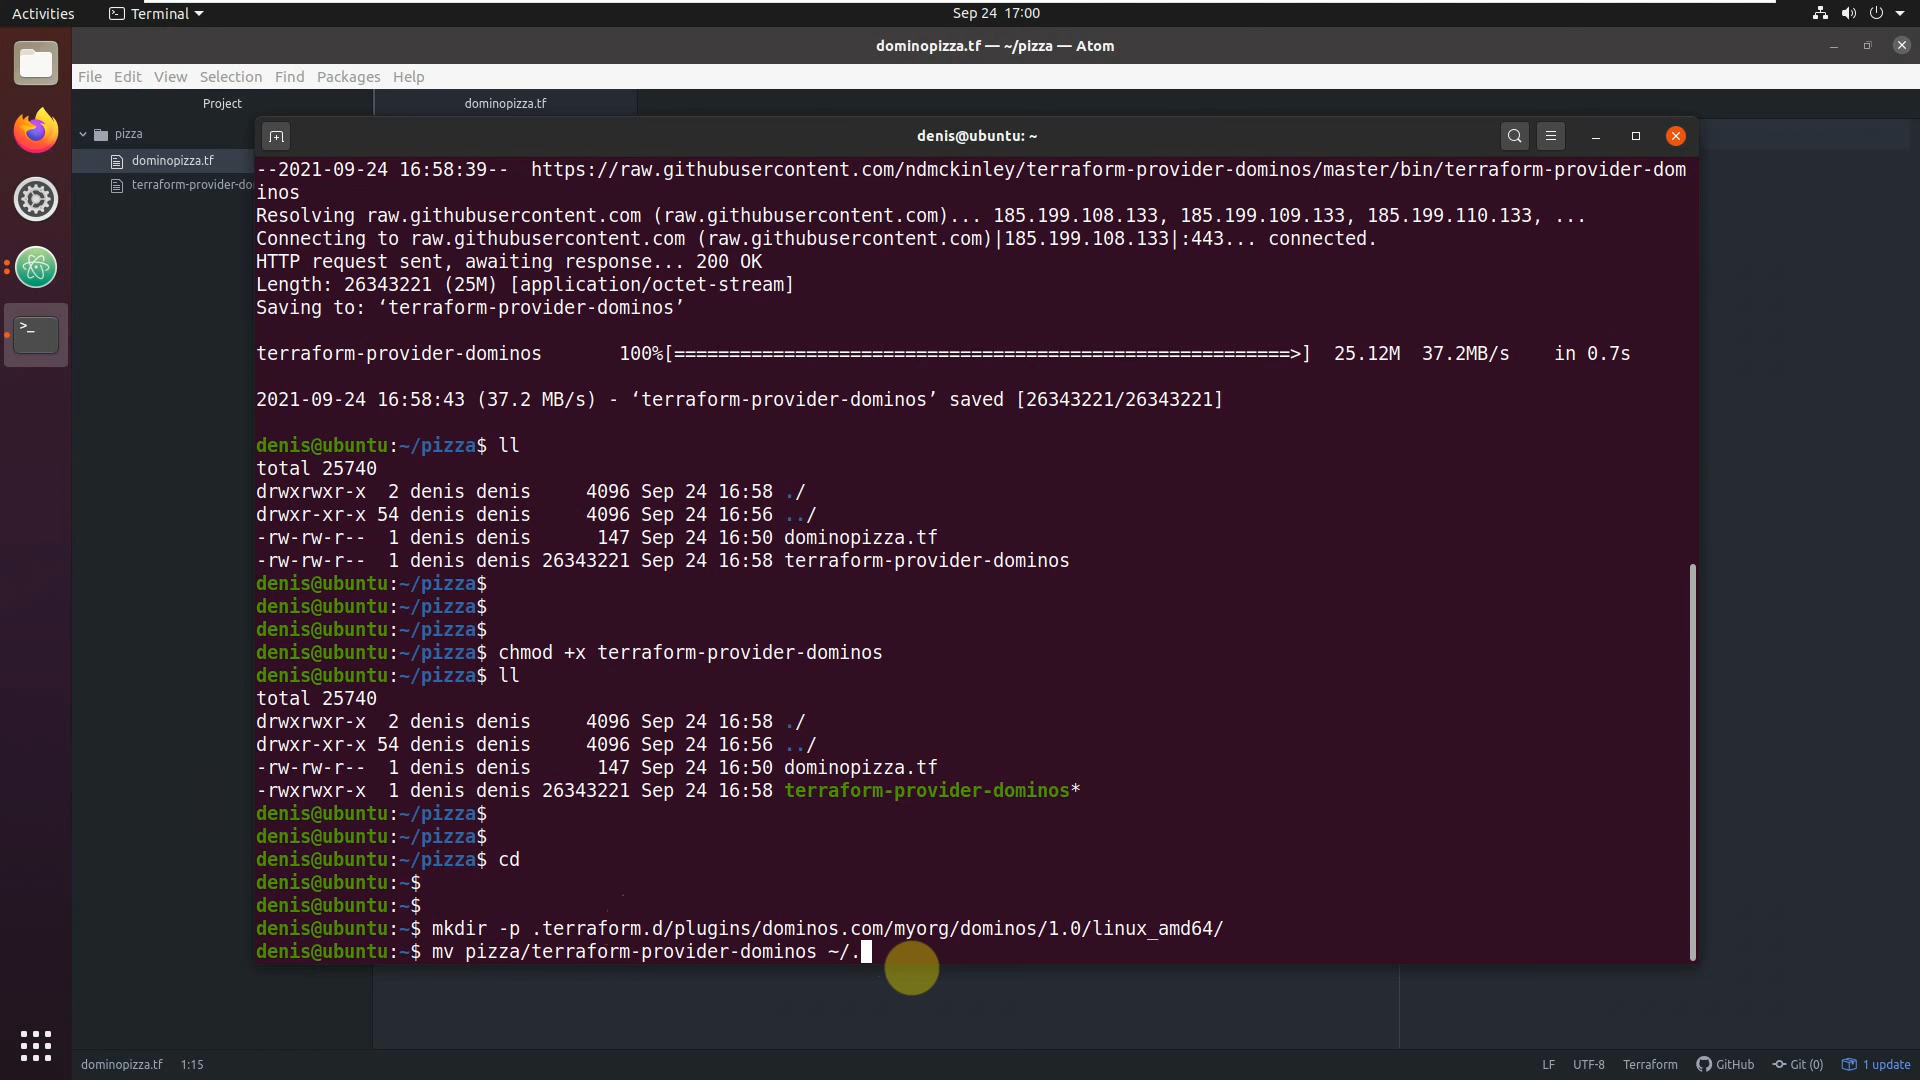 Activities
Terminal
Sep 24 17:00
dominopizza.tf — ~/pizza — Atom
File Edit View Selection Find Packages Help
Project
dominopizza.tf
pizza
dominopizza.tf
terraform-provider-do
denis@ubuntu: ~
--2021-09-24 16:58:39--  https://raw.githubusercontent.com/ndmckinley/terraform-provider-dominos/master/bin/terraform-provider-dom
inos
Resolving raw.githubusercontent.com (raw.githubusercontent.com)... 185.199.108.133, 185.199.109.133, 185.199.110.133, ...
Connecting to raw.githubusercontent.com (raw.githubusercontent.com)|185.199.108.133|:443... connected.
HTTP request sent, awaiting response... 200 OK
Length: 26343221 (25M) [application/octet-stream]
Saving to: ‘terraform-provider-dominos’
terraform-provider-dominos       100%[========================================================>]  25.12M  37.2MB/s    in 0.7s
2021-09-24 16:58:43 (37.2 MB/s) - ‘terraform-provider-dominos’ saved [26343221/26343221]
denis@ubuntu:~/pizza$ ll
total 25740
drwxrwxr-x  2 denis denis     4096 Sep 24 16:58 ./
drwxr-xr-x 54 denis denis     4096 Sep 24 16:56 ../
-rw-rw-r--  1 denis denis      147 Sep 24 16:50 dominopizza.tf
-rw-rw-r--  1 denis denis 26343221 Sep 24 16:58 terraform-provider-dominos
denis@ubuntu:~/pizza$
denis@ubuntu:~/pizza$
denis@ubuntu:~/pizza$
denis@ubuntu:~/pizza$ chmod +x terraform-provider-dominos
denis@ubuntu:~/pizza$ ll
total 25740
drwxrwxr-x  2 denis denis     4096 Sep 24 16:58 ./
drwxr-xr-x 54 denis denis     4096 Sep 24 16:56 ../
-rw-rw-r--  1 denis denis      147 Sep 24 16:50 dominopizza.tf
-rwxrwxr-x  1 denis denis 26343221 Sep 24 16:58 terraform-provider-dominos*
denis@ubuntu:~/pizza$
denis@ubuntu:~/pizza$
denis@ubuntu:~/pizza$ cd
denis@ubuntu:~$
denis@ubuntu:~$
denis@ubuntu:~$ mkdir -p .terraform.d/plugins/dominos.com/myorg/dominos/1.0/linux_amd64/
denis@ubuntu:~$ mv pizza/terraform-provider-dominos ~/.
dominopizza.tf 1:15
LF UTF-8 Terraform GitHub Git (0) 1 update